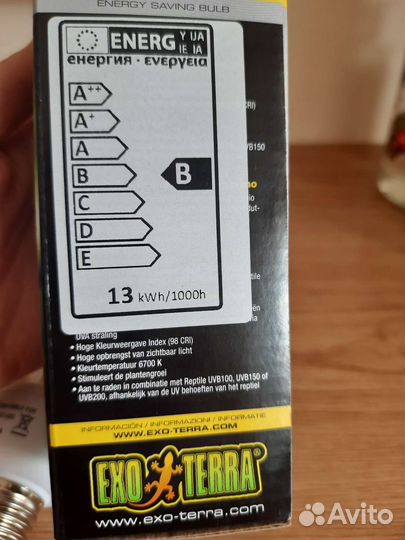 ENERGY SAVING BULB
ENERG Y IJA IE IA
енергия · ενεργεια
A++
A+
A
B
B
C
D
E
13 kWh/1000h
CRI)
VB150
UVA straling
• Hoge Kleurweergave Index (98 CRI)
• Hoge opbrengst van zichtbaar licht
• Kleurtemperatuur 6700 K
• Stimuleert de plantengroei
• Aan te raden in combinatie met Reptile UVB100, UVB150 of
UVB200, afhankelijk van de UV behoeften van het reptiel
INFORMACIÓN / INFORMAZIONI / INFORMATIE
WWW.EXO-TERRA.COM
EXO TERRA®
www.exo-terra.com
Avito